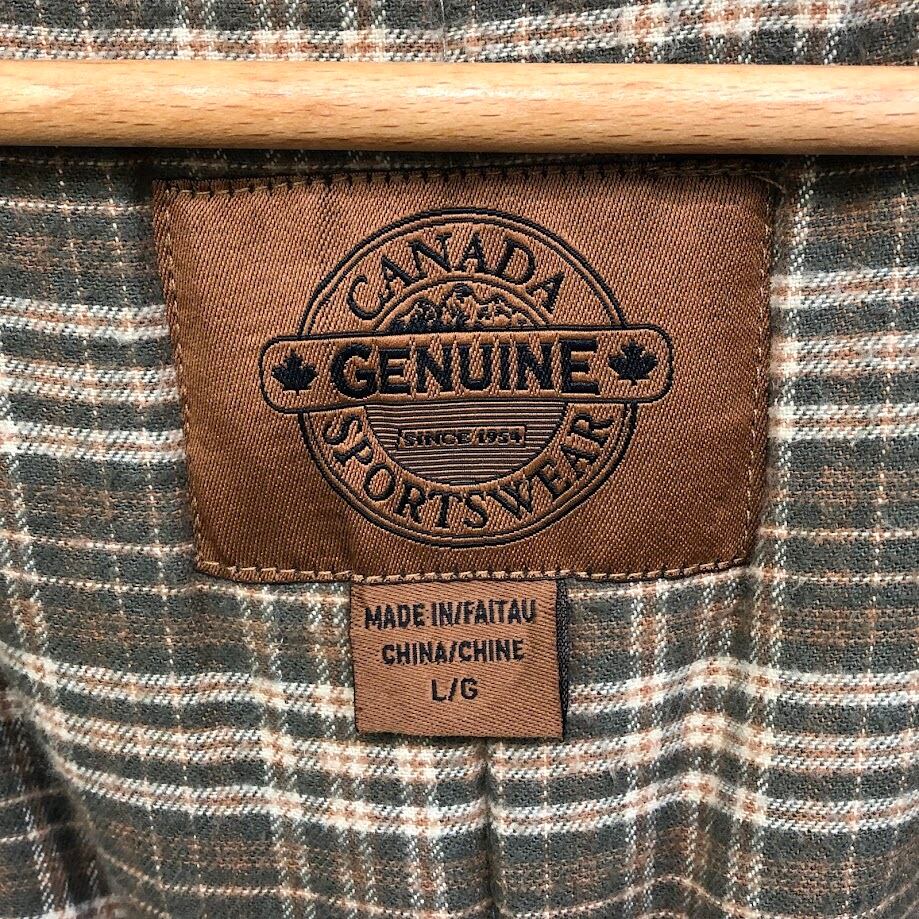 CANADA
GENUINE
SINCE 1954
SPORTSWEAR
MADE IN/FAITAU
CHINA/CHINE
L/G